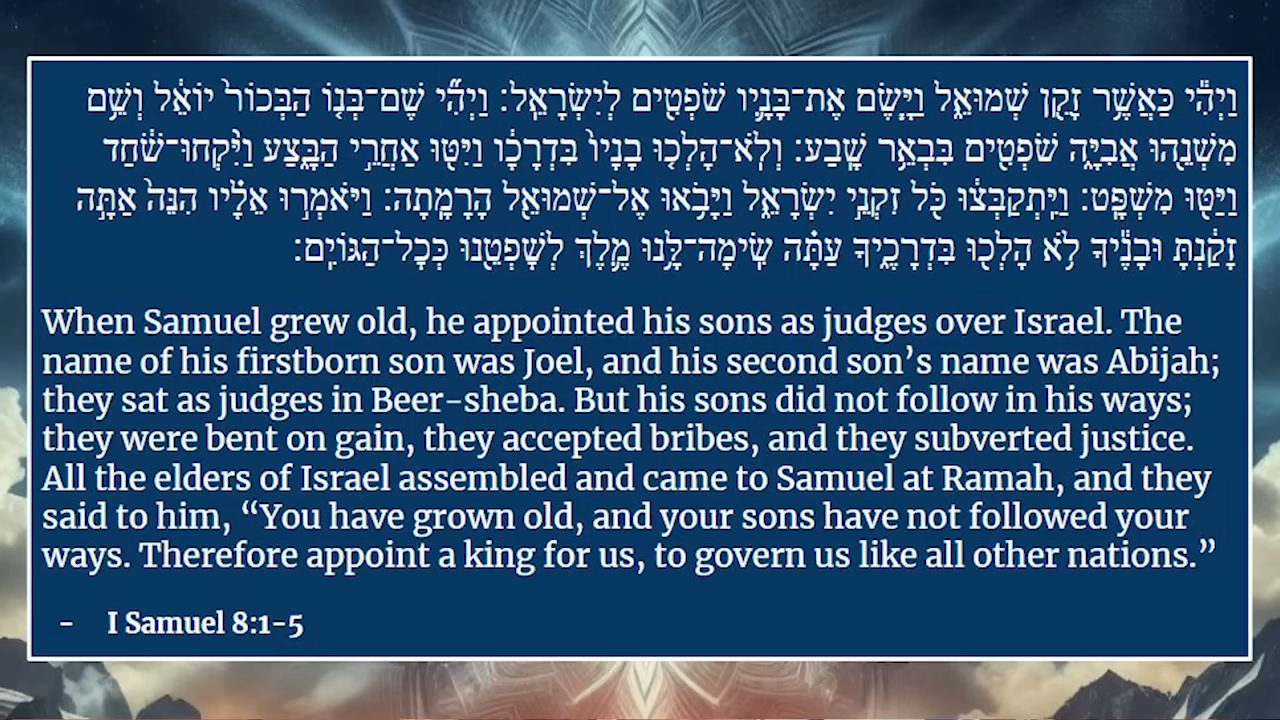 וַיְהִ֕י כַּאֲשֶׁ֥ר זָקֵ֖ן שְׁמוּאֵ֑ל וַיָּ֧שֶׂם אֶת־בָּנָ֛יו שֹׁפְטִ֖ים לְיִשְׂרָאֵֽל׃ וַיְהִ֞י שֶׁם־בְּנ֤וֹ הַבְּכוֹר֙ יוֹאֵ֔ל וְשֵׁ֥ם
מִשְׁנֵ֖הוּ אֲבִיָּ֑ה שֹׁפְטִ֖ים בִּבְאֵ֥ר שָֽׁבַע׃ וְלֹֽא־הָלְכ֤וּ בָנָיו֙ בִּדְרָכָ֔ו וַיִּטּ֖וּ אַחֲרֵ֣י הַבָּ֑צַע וַיִּ֨קְחוּ־שֹׁ֔חַד
וַיַּטּ֖וּ מִשְׁפָּֽט׃ וַיִּֽתְקַבְּצ֔וּ כֹּ֖ל זִקְנֵ֣י יִשְׂרָאֵ֑ל וַיָּבֹ֥אוּ אֶל־שְׁמוּאֵ֖ל הָרָמָֽתָה׃ וַיֹּאמְר֣וּ אֵלָ֗יו הִנֵּה֙ אַתָּ֣ה
זָקַ֔נְתָּ וּבָנֶ֕יךָ לֹ֥א הָלְכ֖וּ בִּדְרָכֶ֑יךָ עַתָּ֗ה שִֽׂימָה־לָּ֥נוּ מֶ֛לֶךְ לְשׇׁפְטֵ֖נוּ כְּכׇל־הַגּוֹיִֽם׃
When Samuel grew old, he appointed his sons as judges over Israel. The
name of his firstborn son was Joel, and his second son’s name was Abijah;
they sat as judges in Beer-sheba. But his sons did not follow in his ways;
they were bent on gain, they accepted bribes, and they subverted justice.
All the elders of Israel assembled and came to Samuel at Ramah, and they
said to him, “You have grown old, and your sons have not followed your
ways. Therefore appoint a king for us, to govern us like all other nations.”
- I Samuel 8:1-5